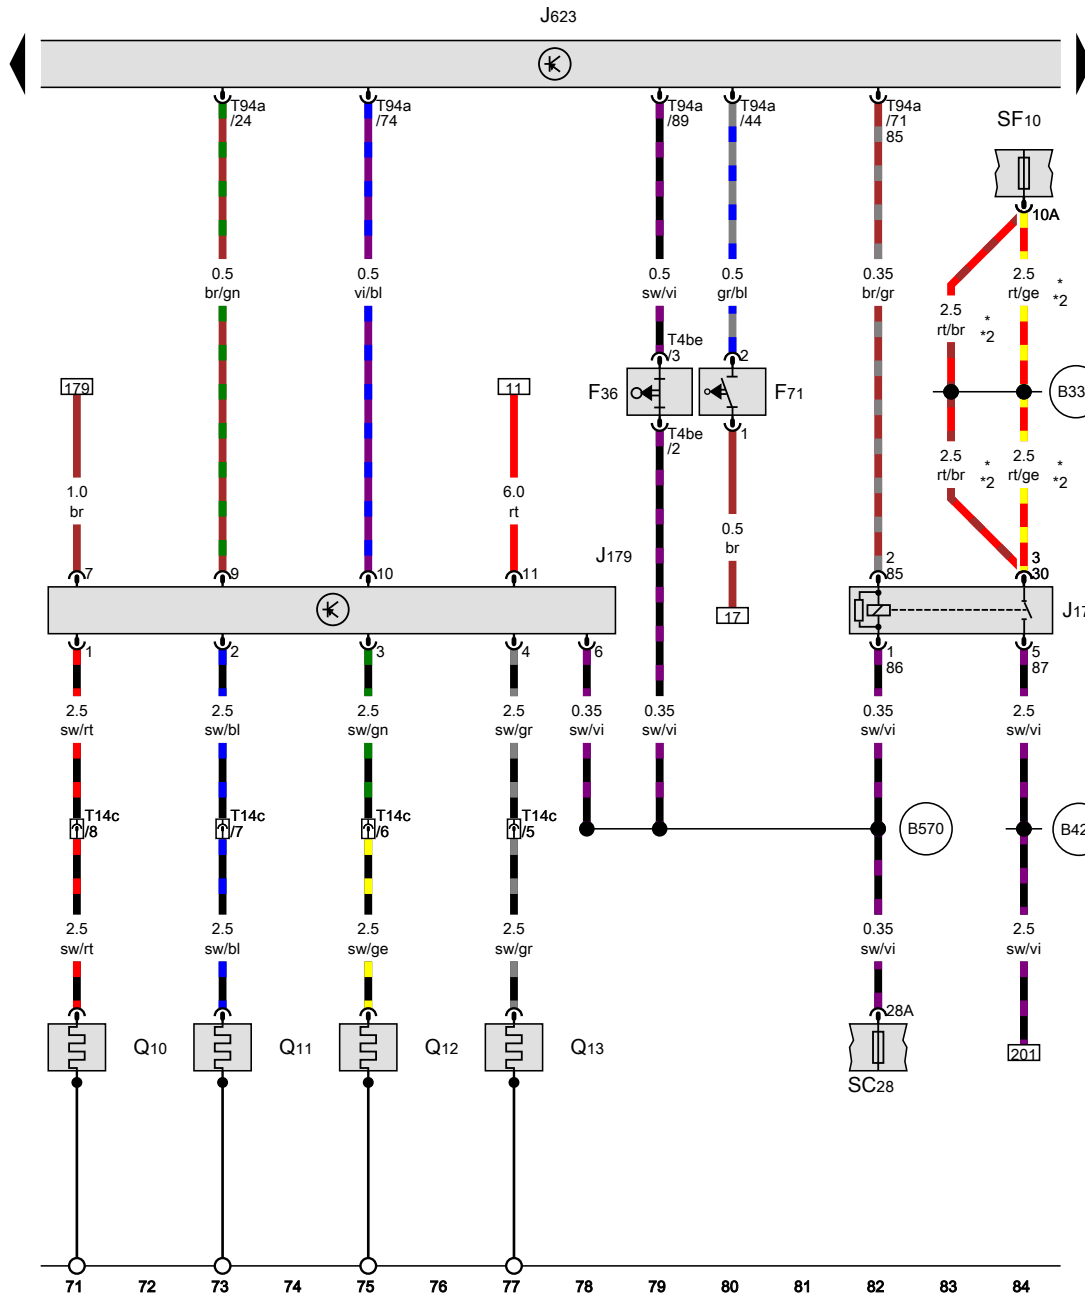 J623
T94a
/24
T94a
/74
T94a
/89
T94a
/44
T94a
/71
85
SF10
10A
0.5
br/gn
0.5
vi/bl
0.5
sw/vi
0.5
gr/bl
0.35
br/gr
2.5
rt/ge
*
*2
2.5
rt/br
*
*2
T4be
/3
2
179
11
F36
F71
B33
T4be
/2
1
2.5
rt/br
*
*2
2.5
rt/ge
*
*2
1.0
br
6.0
rt
0.5
br
J179
7
9
10
11
2
85
3
30
17
J17
1
2
3
4
6
1
86
5
87
2.5
sw/rt
2.5
sw/bl
2.5
sw/gn
2.5
sw/gr
0.35
sw/vi
0.35
sw/vi
0.35
sw/vi
2.5
sw/vi
T14c
/8
T14c
/7
T14c
/6
T14c
/5
B570
B42
2.5
sw/rt
2.5
sw/bl
2.5
sw/ge
2.5
sw/gr
0.35
sw/vi
2.5
sw/vi
28A
Q10
Q11
Q12
Q13
SC28
201
71 72 73 74 75 76 77 78 79 80 81 82 83 84